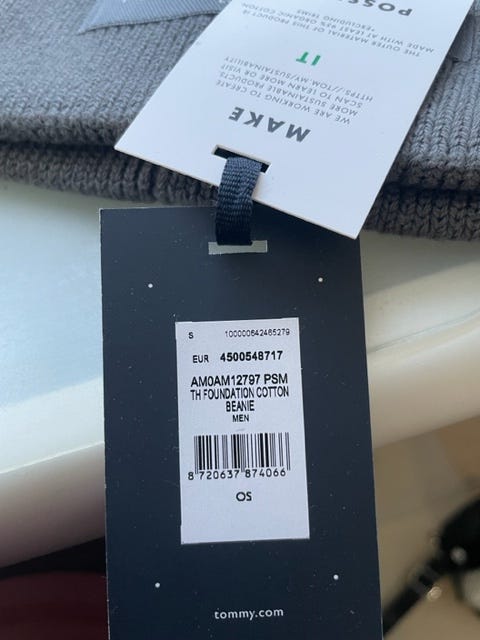 MAKE
WE ARE WORKING TO CREATE
MORE SUSTAINABLE PRODUCTS.
SCAN TO LEARN MORE OR VISIT
HTTPS://TOM.MY/SUSTAINABILITY
IT
THE OUTER MATERIAL OF THIS PRODUCT IS
MADE WITH AT LEAST 95% ORGANIC COTTON
*EXCLUDING TRIMS
S 100000642465279
EUR 4500548717
AM0AM12797 PSM
TH FOUNDATION COTTON
BEANIE
MEN
8 720637 874066
OS
tommy.com